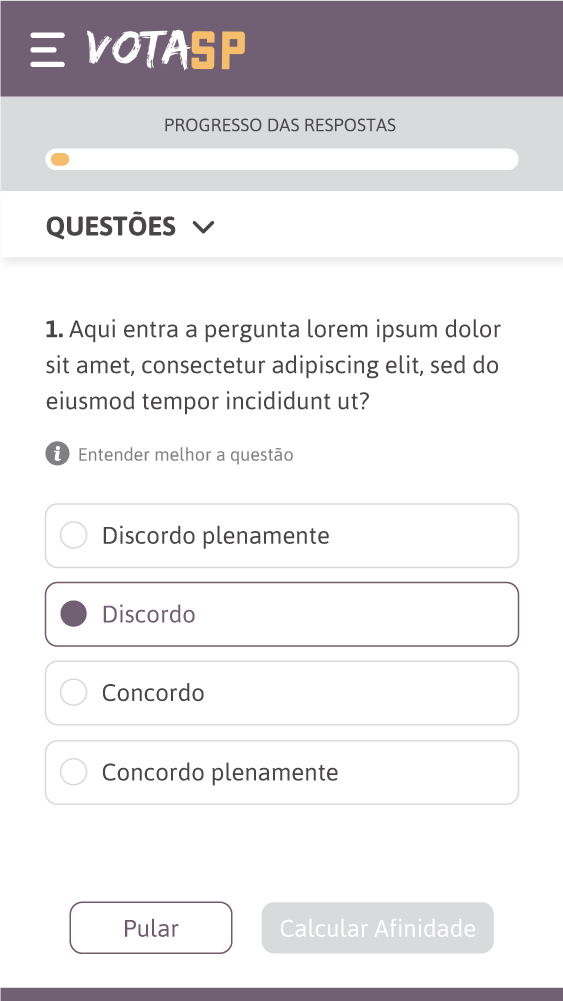 VOTASP
PROGRESSO DAS RESPOSTAS
QUESTÕES
1. Aqui entra a pergunta lorem ipsum dolor
sit amet, consectetur adipiscing elit, sed do
eiusmod tempor incididunt ut?
i Entender melhor a questão
Discordo plenamente
Discordo
Concordo
Concordo plenamente
Pular
Calcular Afinidade